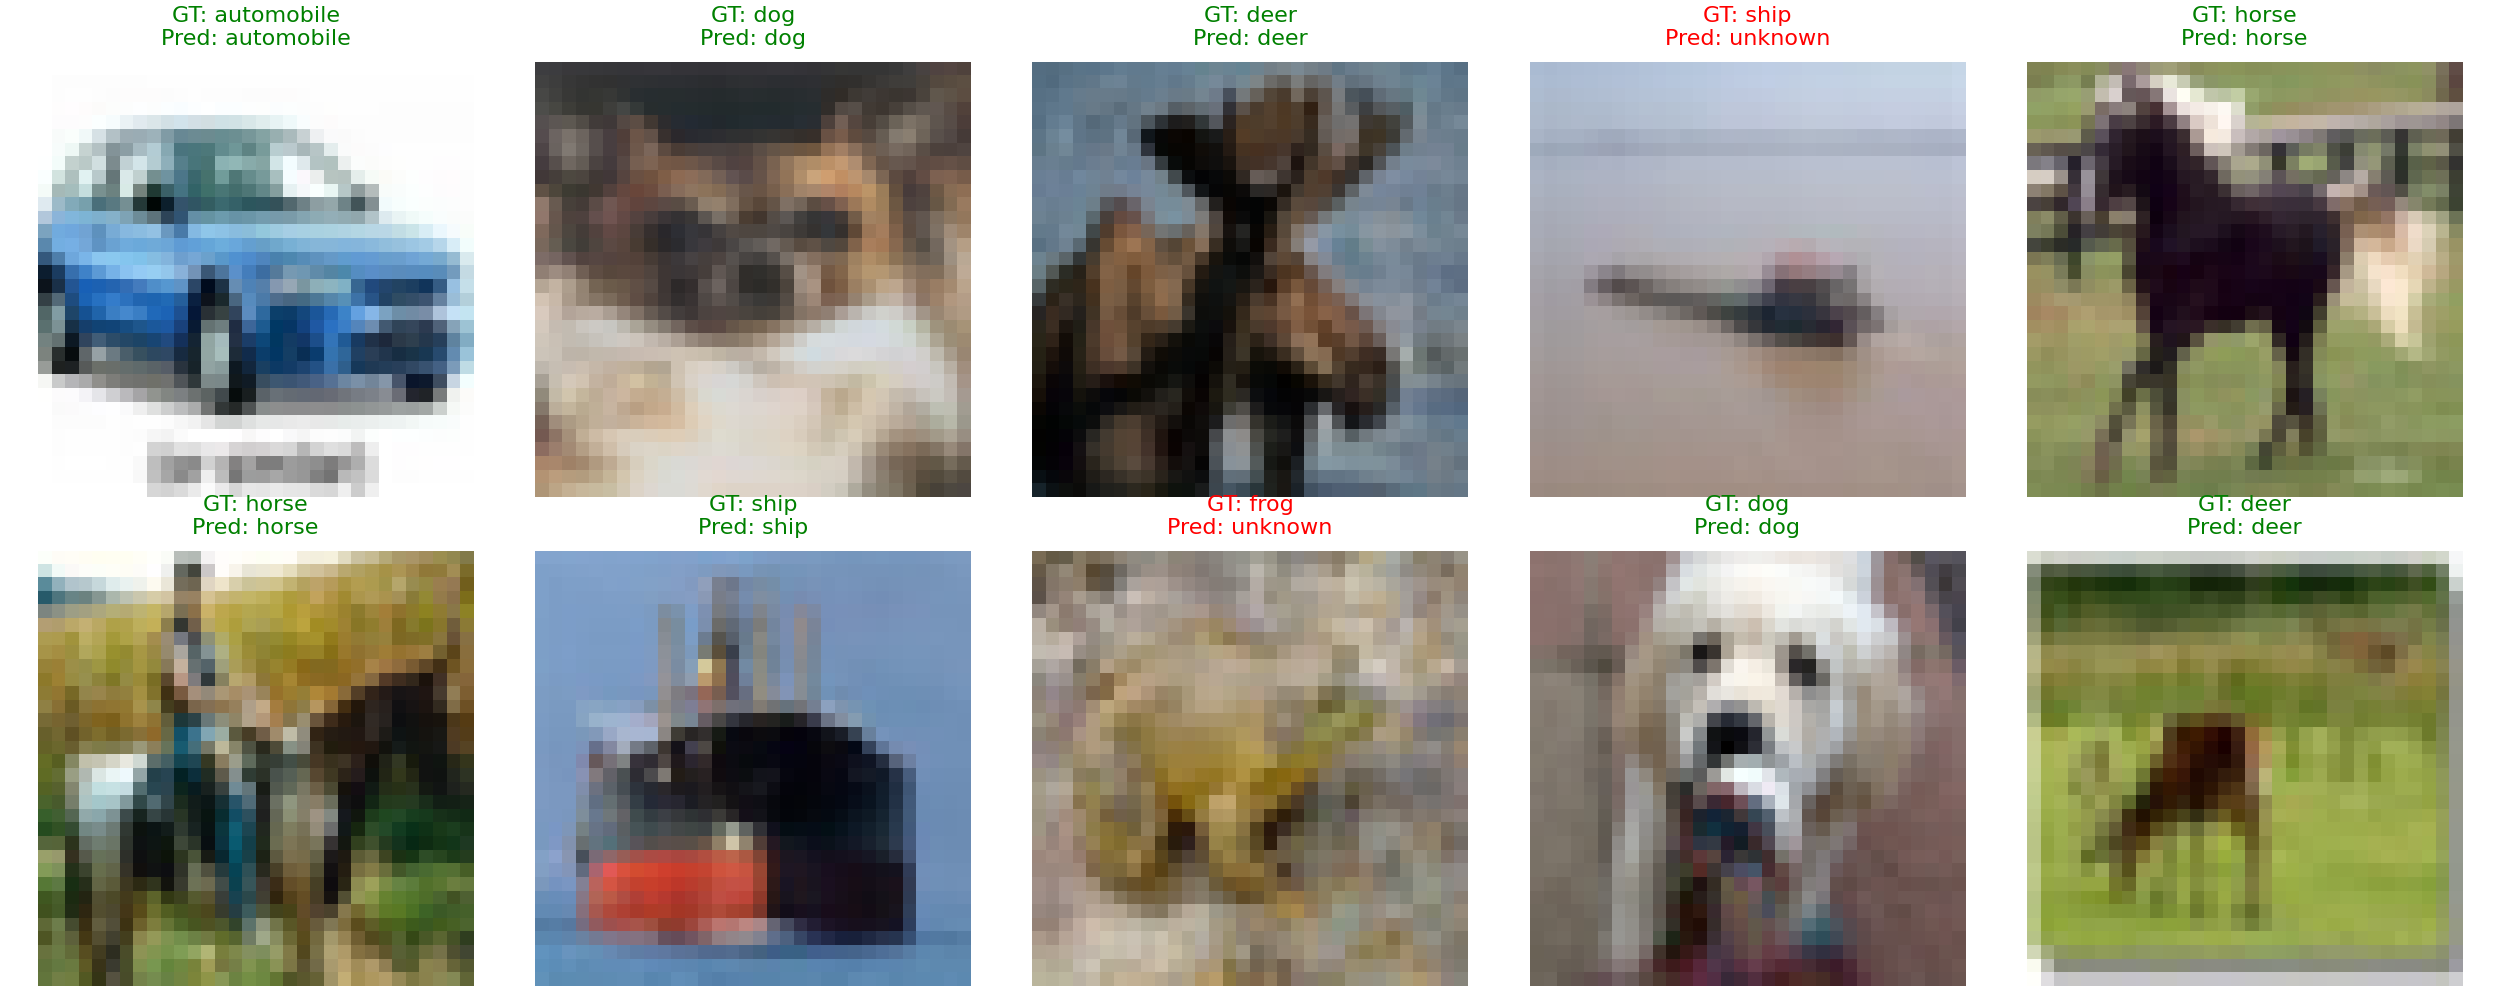 GT: automobile
Pred: automobile
GT: dog
Pred: dog
GT: deer
Pred: deer
GT: ship
Pred: unknown
GT: horse
Pred: horse
GT: horse
Pred: horse
GT: ship
Pred: ship
GT: frog
Pred: unknown
GT: dog
Pred: dog
GT: deer
Pred: deer